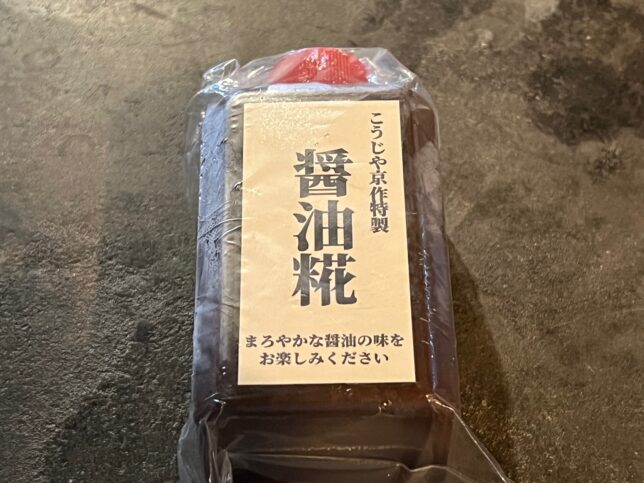 こうじや京作特製
醤油糀
まろやかな醤油の味を
お楽しみください